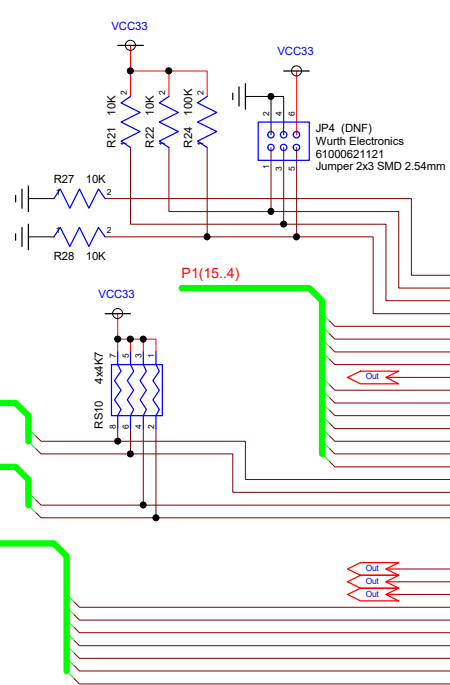 VCC33
VCC33
R21 10K
2
R22 10K
2
R24 100K
2
2
4
6
1
3
5
JP4 (DNF)
Wurth Electronics
61000621121
Jumper 2x3 SMD 2.54mm
R27 10K
1
2
R28 10K
1
2
P1(15..4)
VCC33
RS10 4x4K7
7
5
3
1
8
6
4
2
Out
Out
Out
Out